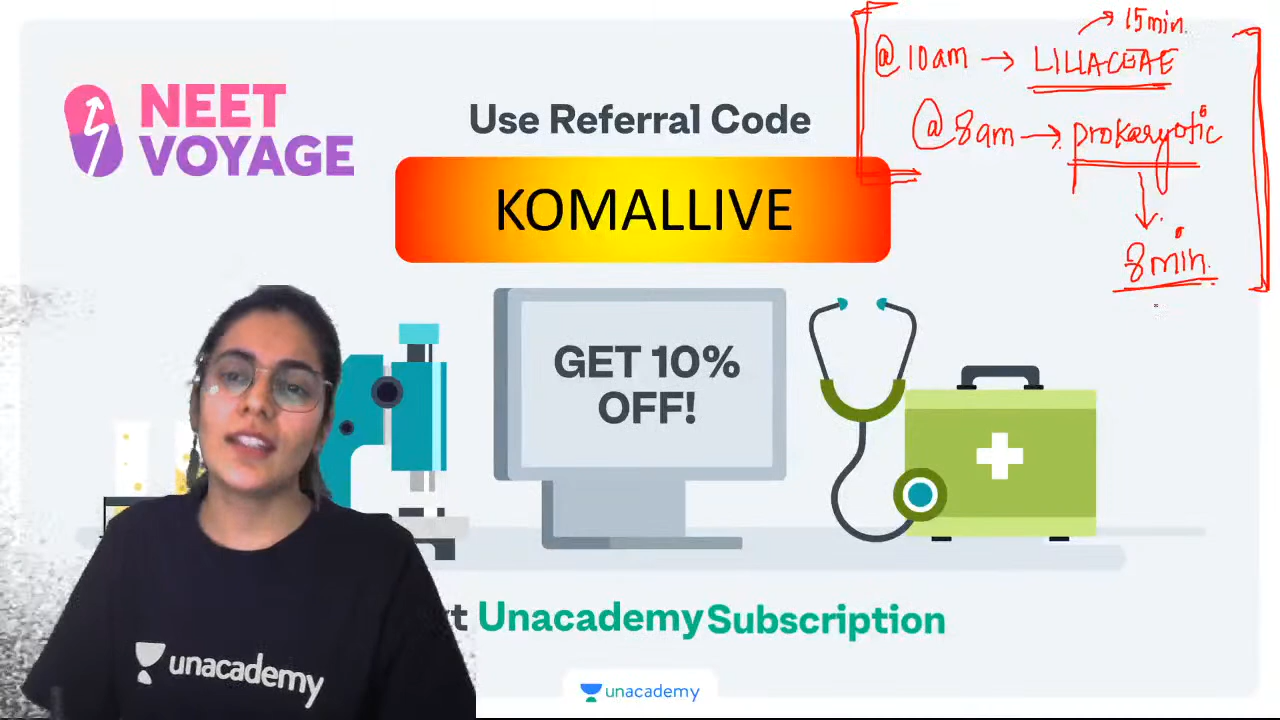 NEET
VOYAGE
Use Referral Code
KOMALLIVE
@ 10am → LILIACEAE
→ 15min.
@ 8am → prokaryotic
8min.
GET 10%
OFF!
Unacademy Subscription
unacademy
unacademy